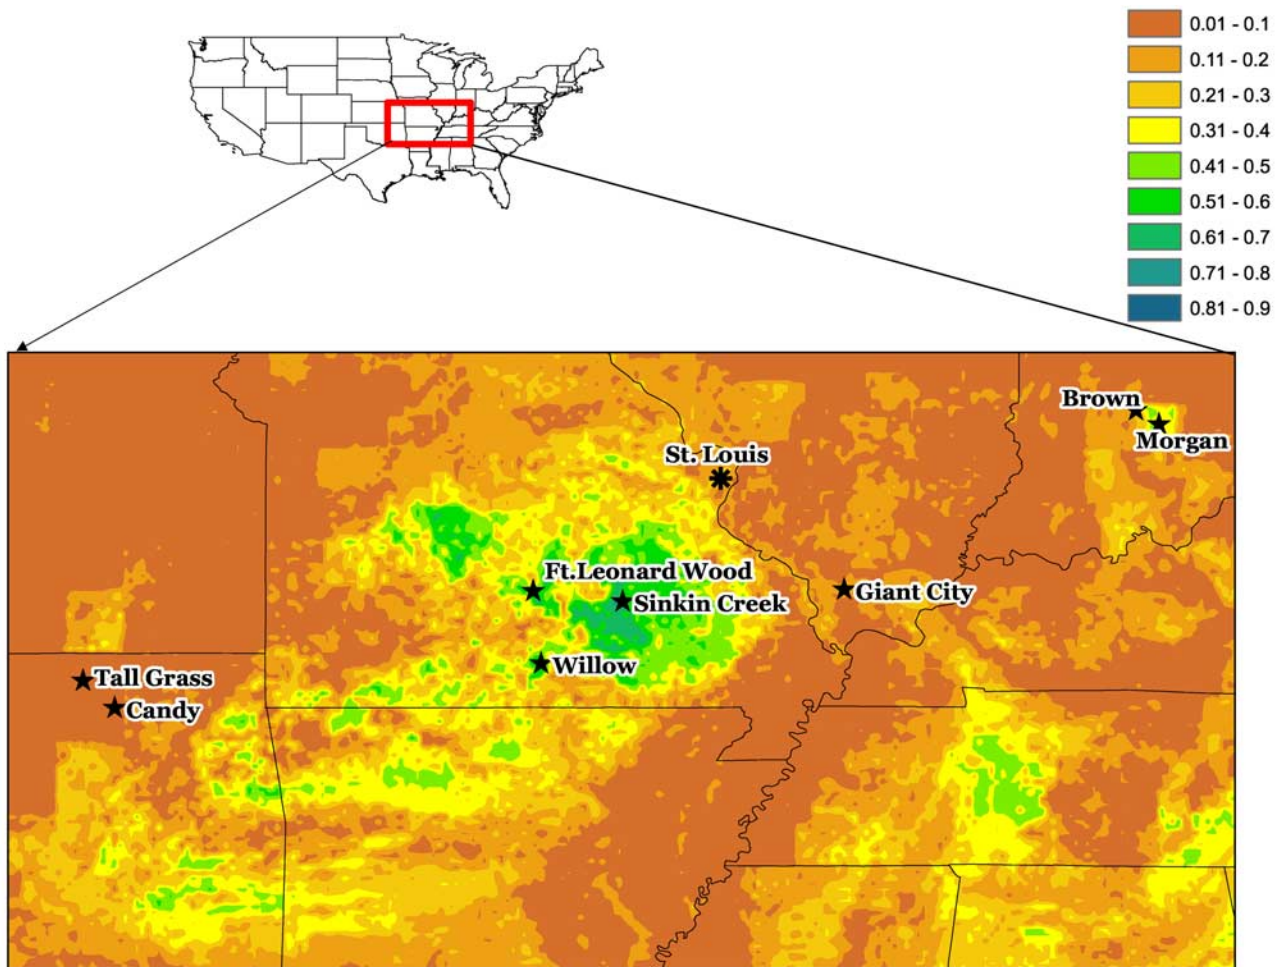 0.01 - 0.1
0.11 - 0.2
0.21 - 0.3
0.31 - 0.4
0.41 - 0.5
0.51 - 0.6
0.61 - 0.7
0.71 - 0.8
0.81 - 0.9
Brown
Morgan
St. Louis
Ft.Leonard Wood
Giant City
Sinkin Creek
Willow
Tall Grass
Candy